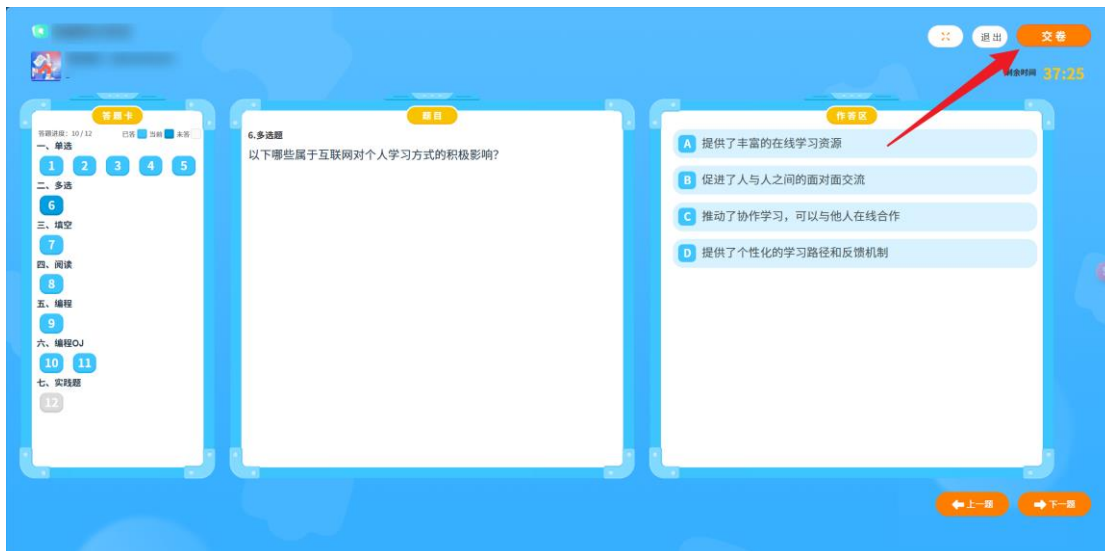 退出
交卷
剩余时间 37:25
答题卡
答题进度：10/12 已答 当前 未答
一、单选
1 2 3 4 5
二、多选
6
三、填空
7
四、阅读
8
五、编程
9
六、编程OJ
10 11
七、实践题
12
题目
6.多选题
以下哪些属于互联网对个人学习方式的积极影响？
作答区
A 提供了丰富的在线学习资源
B 促进了人与人之间的面对面交流
C 推动了协作学习，可以与他人在线合作
D 提供了个性化的学习路径和反馈机制
上一题
下一题